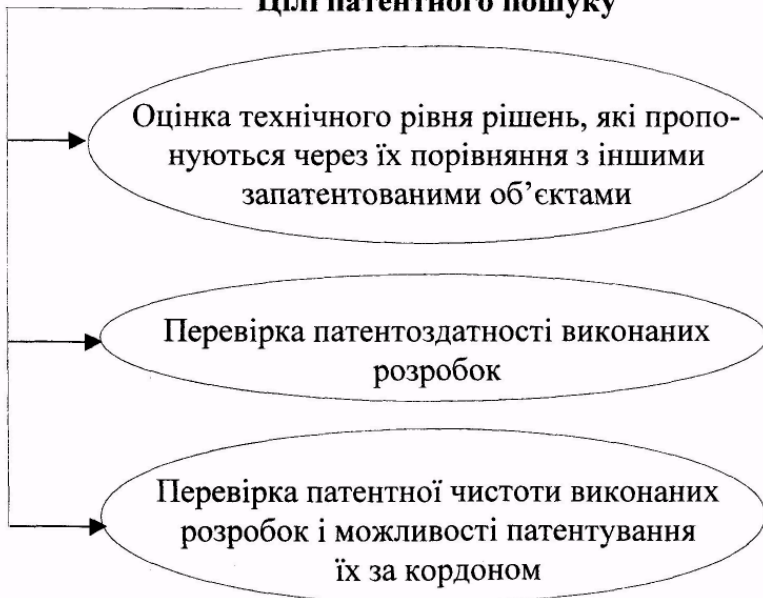 Цілі патентного пошуку
Оцінка технічного рівня рішень, які пропо-
нуються через їх порівняння з іншими
запатентованими об’єктами
Перевірка патентоздатності виконаних
розробок
Перевірка патентної чистоти виконаних
розробок і можливості патентування
їх за кордоном